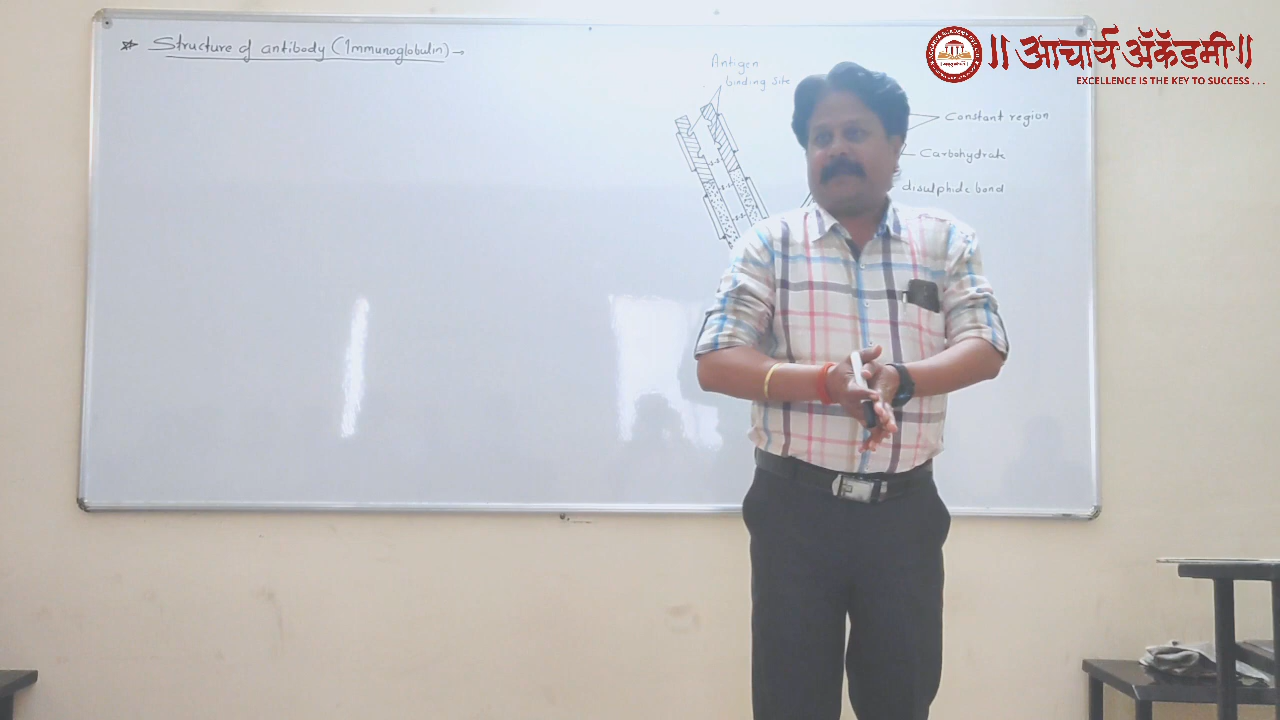 ☆ Structure of antibody (Immunoglobulin) →
Antigen
binding site
Constant region
Carbohydrate
disulphide bond
॥ आचार्य ॲकॅडमी ॥
EXCELLENCE IS THE KEY TO SUCCESS . . .